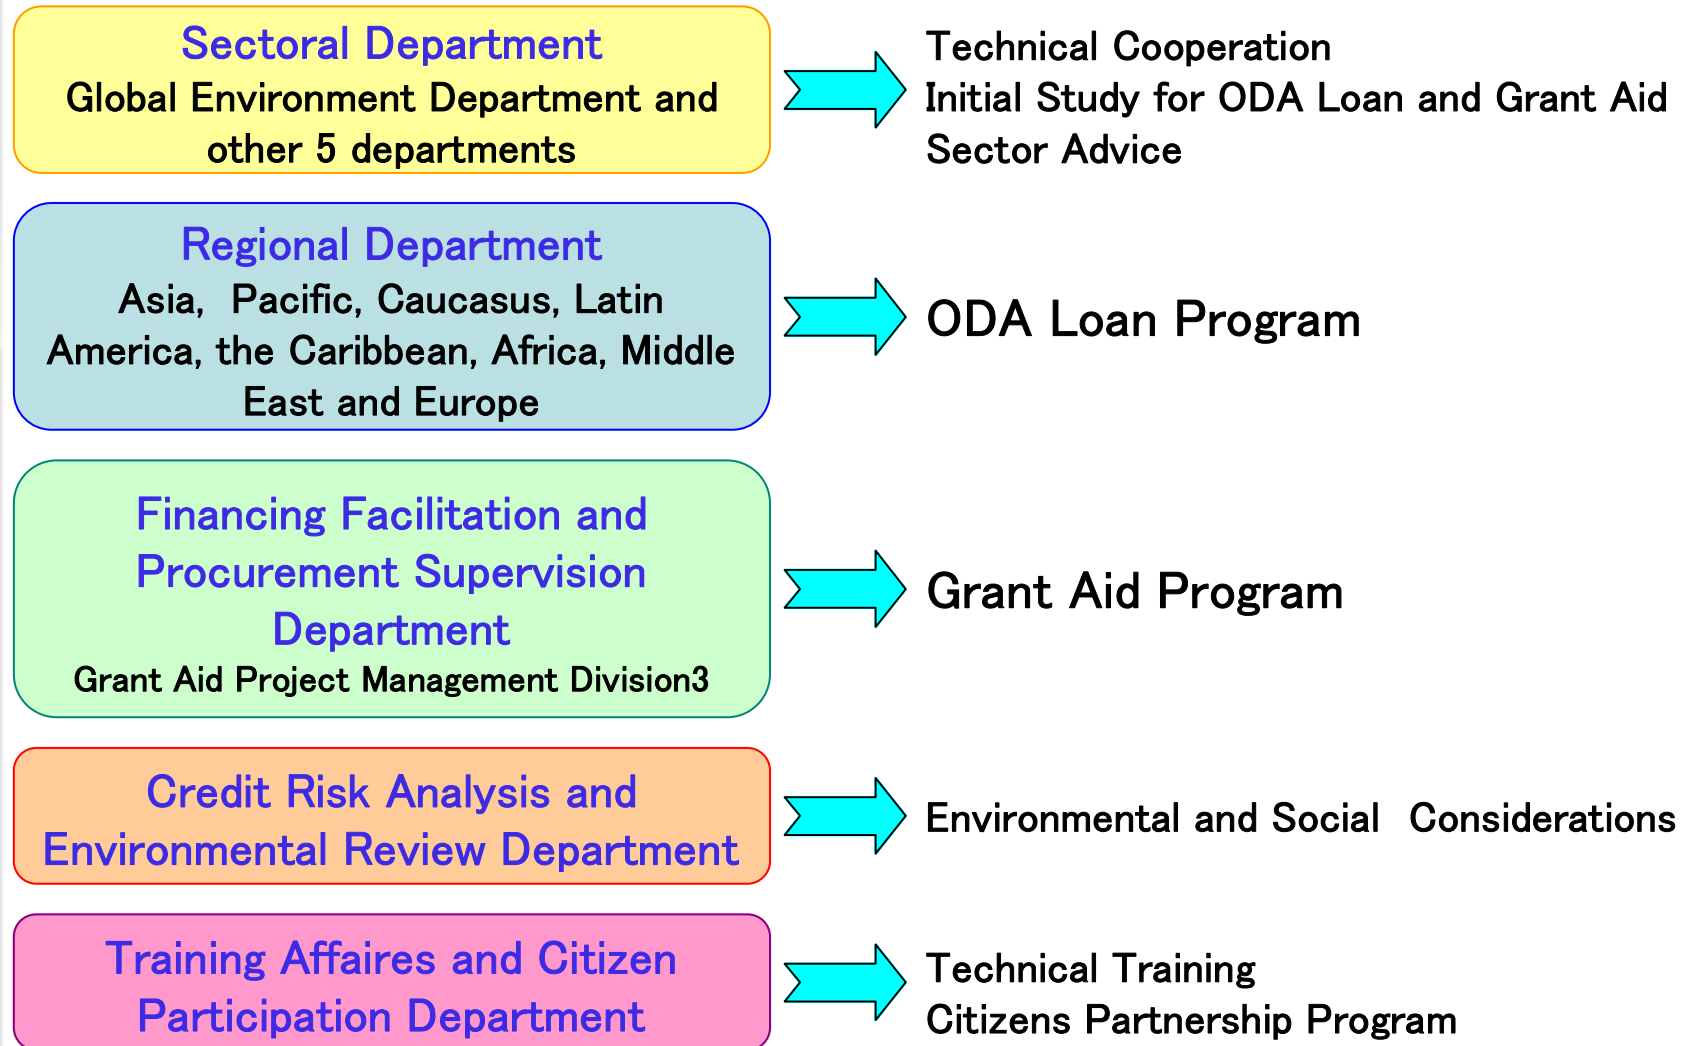 Sectoral Department
Global Environment Department and
other 5 departments
Technical Cooperation
Initial Study for ODA Loan and Grant Aid
Sector Advice
Regional Department
Asia,  Pacific, Caucasus, Latin
America, the Caribbean, Africa, Middle
East and Europe
ODA Loan Program
Financing Facilitation and
Procurement Supervision
Department
Grant Aid Project Management Division3
Grant Aid Program
Credit Risk Analysis and
Environmental Review Department
Environmental and Social  Considerations
Training Affaires and Citizen
Participation Department
Technical Training
Citizens Partnership Program